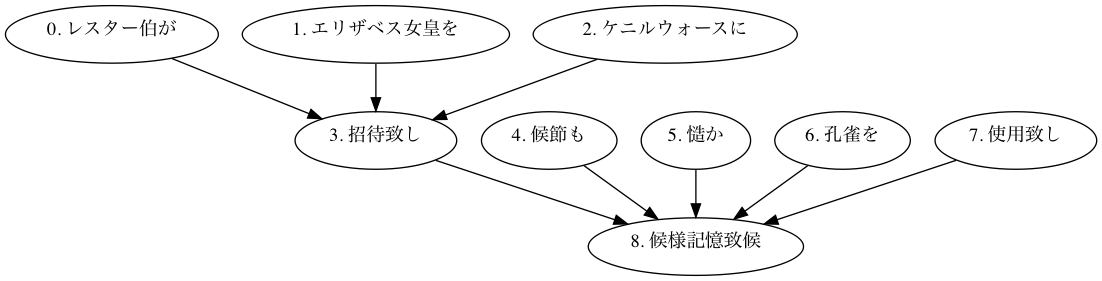 0. レスター伯が
1. エリザベス女皇を
2. ケニルウォースに
3. 招待致し
4. 候節も
5. 慥か
6. 孔雀を
7. 使用致し
8. 候様記憶致候